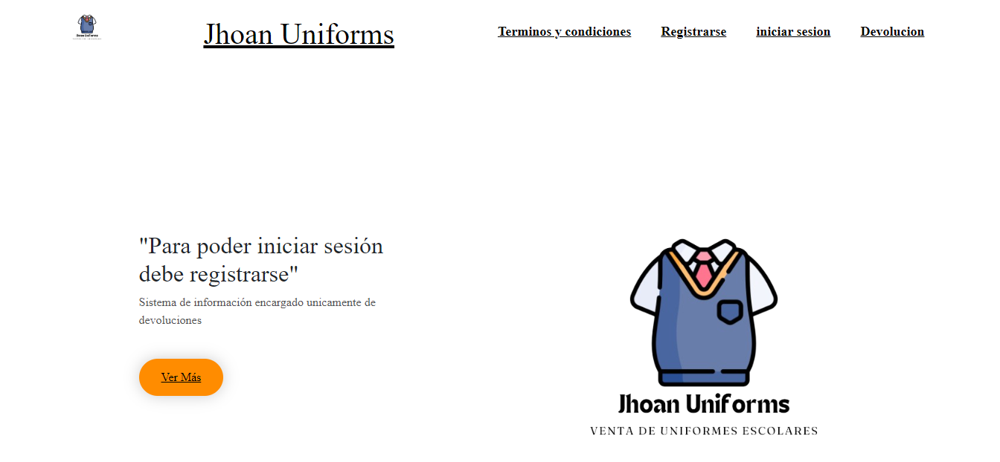 Jhoan Uniforms
Jhoan Uniforms
Terminos y condiciones
Registrarse
iniciar sesion
Devolucion
"Para poder iniciar sesión
debe registrarse"
Sistema de información encargado unicamente de
devoluciones
Ver Más
Jhoan Uniforms
VENTA DE UNIFORMES ESCOLARES